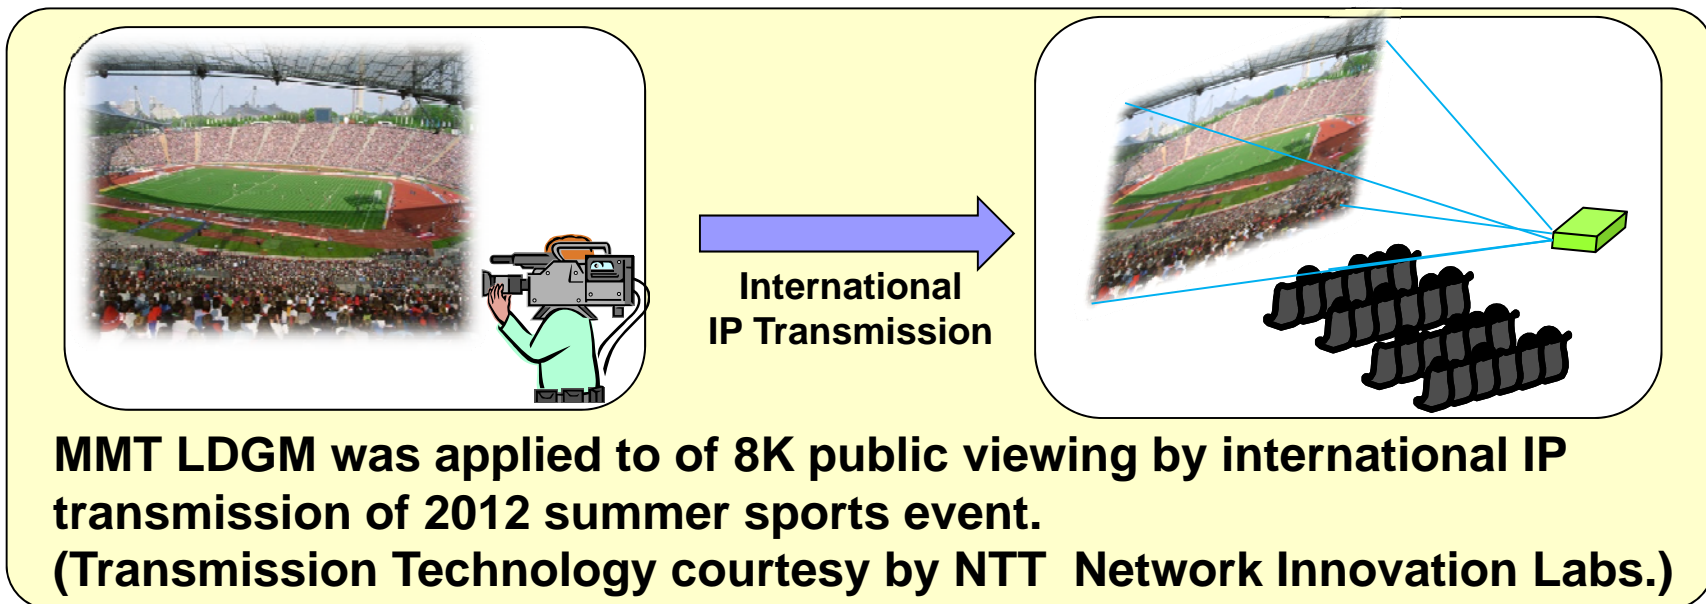 International
IP Transmission
MMT LDGM was applied to of 8K public viewing by international IP
transmission of 2012 summer sports event.
(Transmission Technology courtesy by NTT  Network Innovation Labs.)